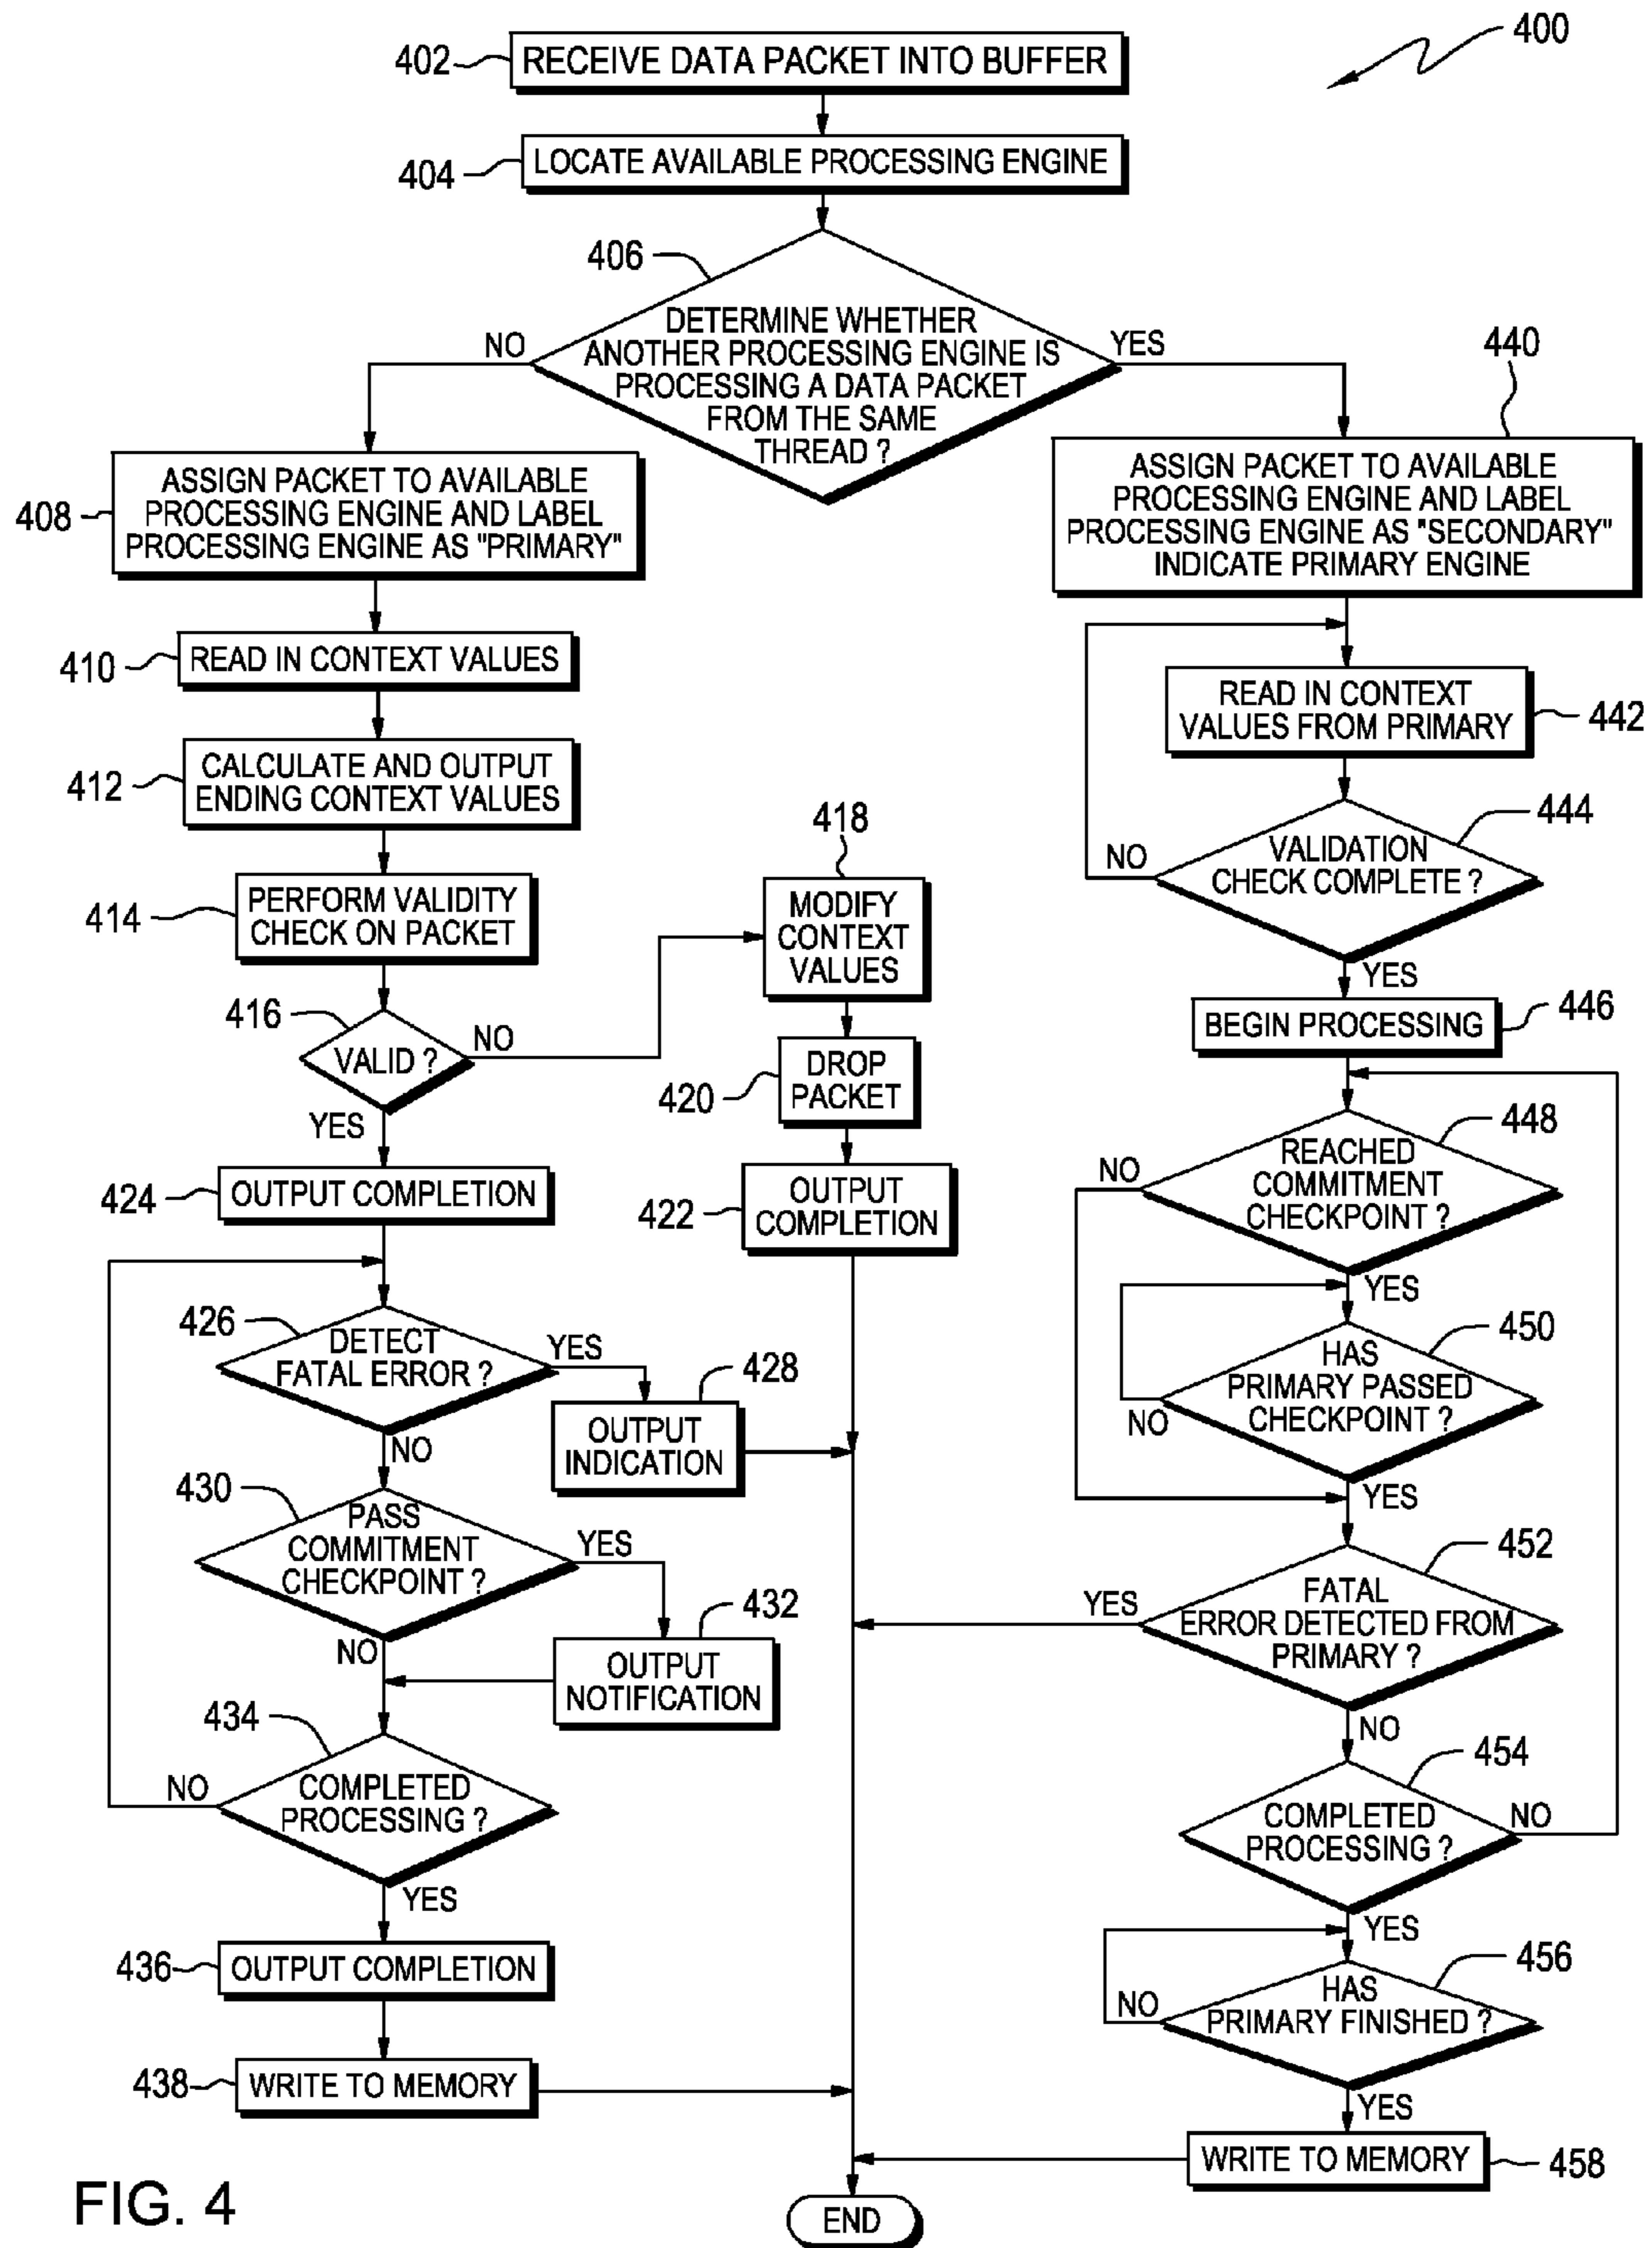 400
402
RECEIVE DATA PACKET INTO BUFFER
404
LOCATE AVAILABLE PROCESSING ENGINE
406
DETERMINE WHETHER
ANOTHER PROCESSING ENGINE IS
PROCESSING A DATA PACKET
FROM THE SAME
THREAD ?
NO
YES
408
ASSIGN PACKET TO AVAILABLE
PROCESSING ENGINE AND LABEL
PROCESSING ENGINE AS "PRIMARY"
410
READ IN CONTEXT VALUES
412
CALCULATE AND OUTPUT
ENDING CONTEXT VALUES
414
PERFORM VALIDITY
CHECK ON PACKET
416
VALID ?
NO
YES
418
MODIFY
CONTEXT
VALUES
420
DROP
PACKET
422
OUTPUT
COMPLETION
424
OUTPUT COMPLETION
426
DETECT
FATAL ERROR ?
YES
NO
428
OUTPUT
INDICATION
430
PASS
COMMITMENT
CHECKPOINT ?
YES
NO
432
OUTPUT
NOTIFICATION
434
COMPLETED
PROCESSING ?
NO
YES
436
OUTPUT COMPLETION
438
WRITE TO MEMORY
440
ASSIGN PACKET TO AVAILABLE
PROCESSING ENGINE AND LABEL
PROCESSING ENGINE AS "SECONDARY"
INDICATE PRIMARY ENGINE
READ IN CONTEXT
VALUES FROM PRIMARY
442
444
VALIDATION
CHECK COMPLETE ?
NO
YES
BEGIN PROCESSING
446
448
REACHED
COMMITMENT
CHECKPOINT ?
NO
YES
450
HAS
PRIMARY PASSED
CHECKPOINT ?
NO
YES
452
FATAL
ERROR DETECTED FROM
PRIMARY ?
YES
NO
454
COMPLETED
PROCESSING ?
NO
YES
456
HAS
PRIMARY FINISHED ?
NO
YES
WRITE TO MEMORY
458
END
FIG. 4